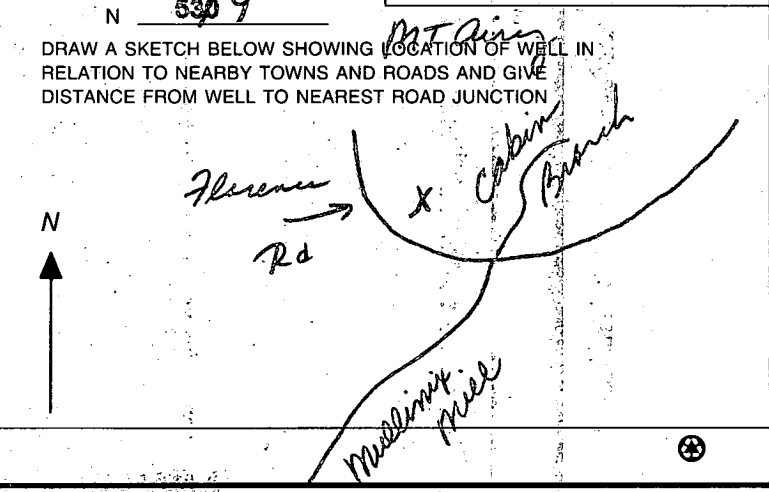 N 530 9
MT Airy
DRAW A SKETCH BELOW SHOWING LOCATION OF WELL IN
RELATION TO NEARBY TOWNS AND ROADS AND GIVE
DISTANCE FROM WELL TO NEAREST ROAD JUNCTION
Florence
Rd
X
Cabin
Branch
N
Mullinix
Mill